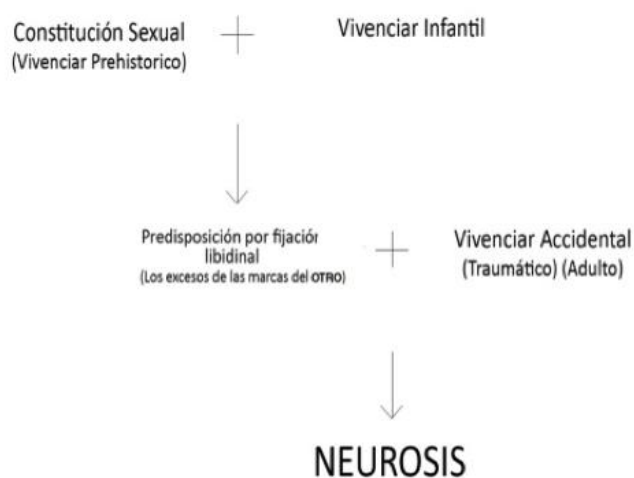 Constitución Sexual + Vivenciar Infantil
(Vivenciar Prehistorico)
Predisposición por fijación
libidinal
(Los excesos de las marcas del OTRO)
+
Vivenciar Accidental
(Traumático) (Adulto)
NEUROSIS